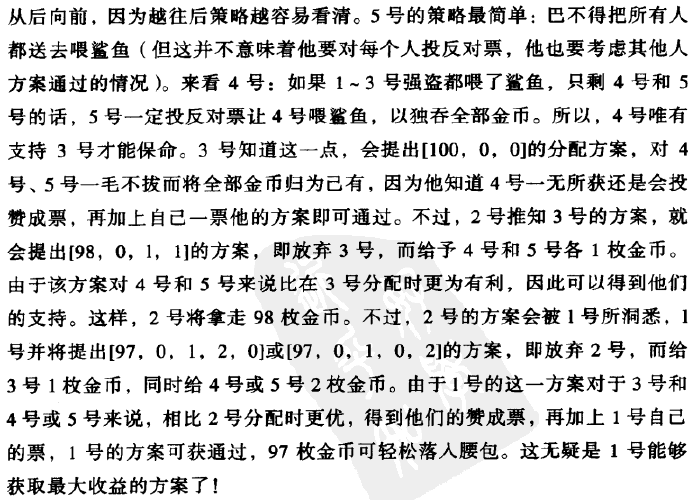 从后向前，因为越往后策略越容易看清。5 号的策略最简单：巴不得把所有人
都送去喂鲨鱼（但这并不意味着他要对每个人投反对票，他也要考虑其他人
方案通过的情况）。来看 4 号：如果 1～3 号强盗都喂了鲨鱼，只剩 4 号和 5
号的话，5 号一定投反对票让 4 号喂鲨鱼，以独吞全部金币。所以，4 号唯有
支持 3 号才能保命。3 号知道这一点，会提出[100，0，0]的分配方案，对 4
号、5 号一毛不拔而将全部金币归为己有，因为他知道 4 号一无所获还是会投
赞成票，再加上自己一票他的方案即可通过。不过，2 号推知 3 号的方案，就
会提出[98，0，1，1]的方案，即放弃 3 号，而给予 4 号和 5 号各 1 枚金币。
由于该方案对 4 号和 5 号来说比在 3 号分配时更为有利，因此可以得到他们
的支持。这样，2 号将拿走 98 枚金币。不过，2 号的方案会被 1 号所洞悉，1
号并将提出[97，0，1，2，0]或[97，0，1，0，2]的方案，即放弃 2 号，而给
3 号 1 枚金币，同时给 4 号或 5 号 2 枚金币。由于 1 号的这一方案对于 3 号和
4 号或 5 号来说，相比 2 号分配时更优，得到他们的赞成票，再加上 1 号自己
的票，1 号的方案可获通过，97 枚金币可轻松落入腰包。这无疑是 1 号能够
获取最大收益的方案了！